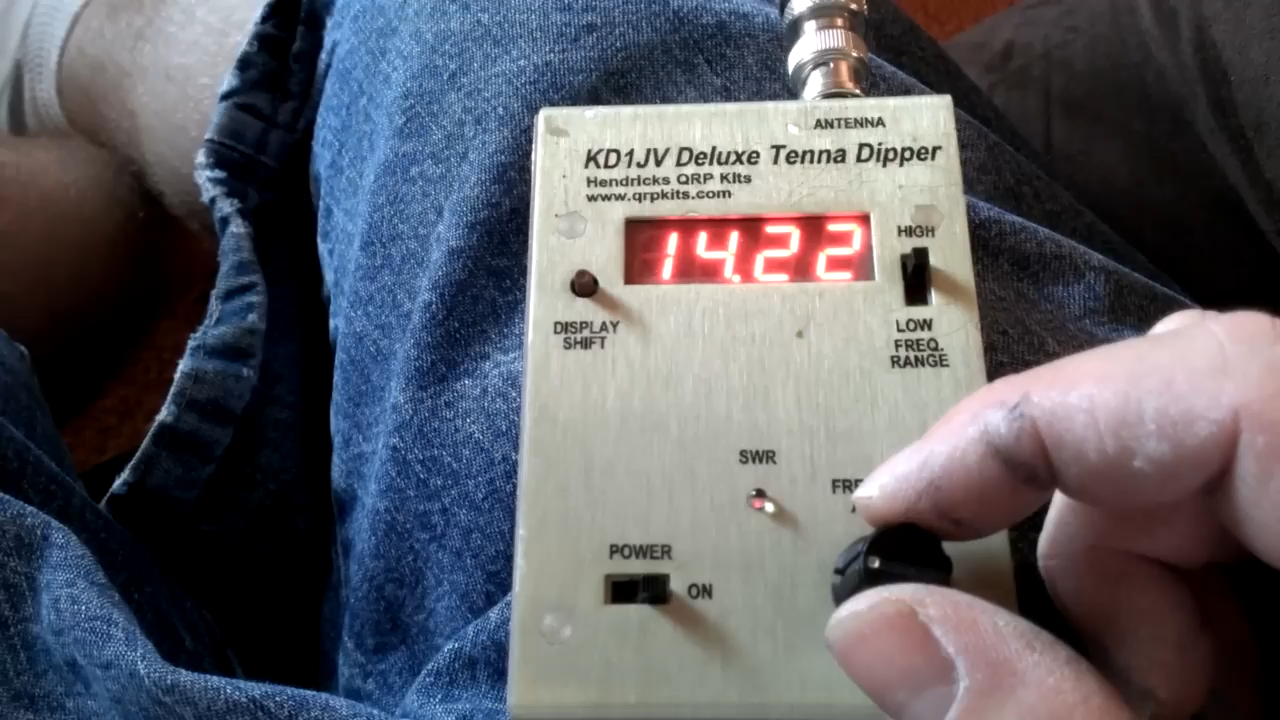 ANTENNA
KD1JV Deluxe Tenna Dipper
Hendricks QRP Kits
www.qrpkits.com
14.22
HIGH
DISPLAY
SHIFT
LOW
FREQ.
RANGE
SWR
POWER
ON